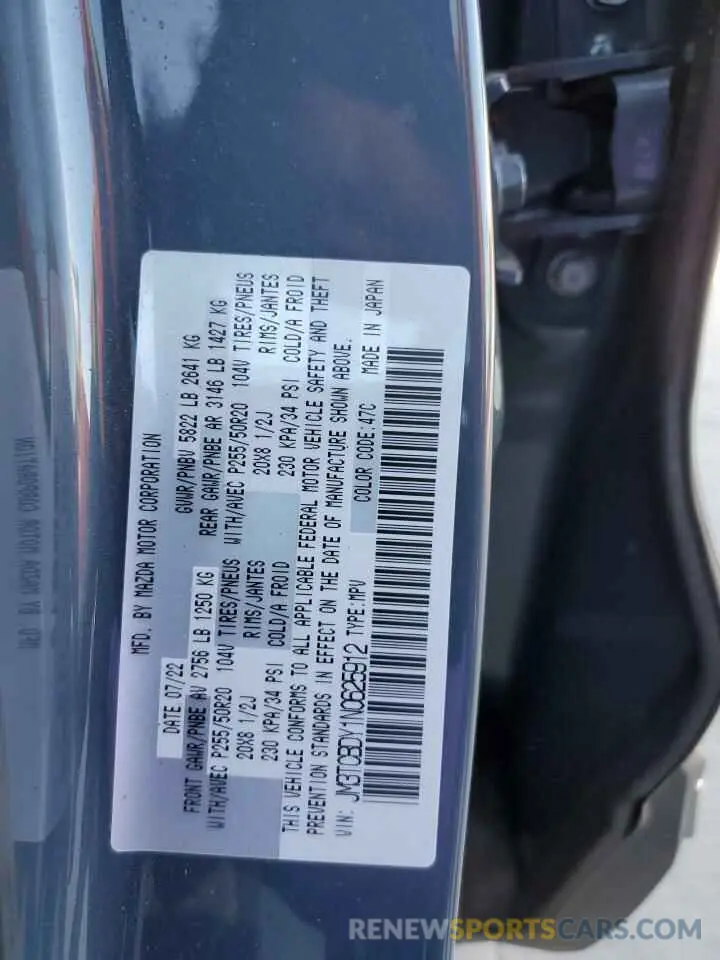 MFD. BY MAZDA MOTOR CORPORATION
DATE 07/22 GVWR/PNBV 5822 LB 2641 KG
FRONT GAWR/PNBE AV 2756 LB 1250 KG REAR GAWR/PNBE AR 3146 LB 1427 KG
WITH/AVEC P255/50R20 104V TIRES/PNEUS WITH/AVEC P255/50R20 104V TIRES/PNEUS
20X8 1/2J RIMS/JANTES 20X8 1/2J RIMS/JANTES
230 KPA/34 PSI COLD/A FROID 230 KPA/34 PSI COLD/A FROID
THIS VEHICLE CONFORMS TO ALL APPLICABLE FEDERAL MOTOR VEHICLE SAFETY AND THEFT
PREVENTION STANDARDS IN EFFECT ON THE DATE OF MANUFACTURE SHOWN ABOVE.
VIN: JM3TCBDY1N0625912 TYPE:MPV COLOR CODE:47C MADE IN JAPAN
RENEWSPORTSCARS.COM